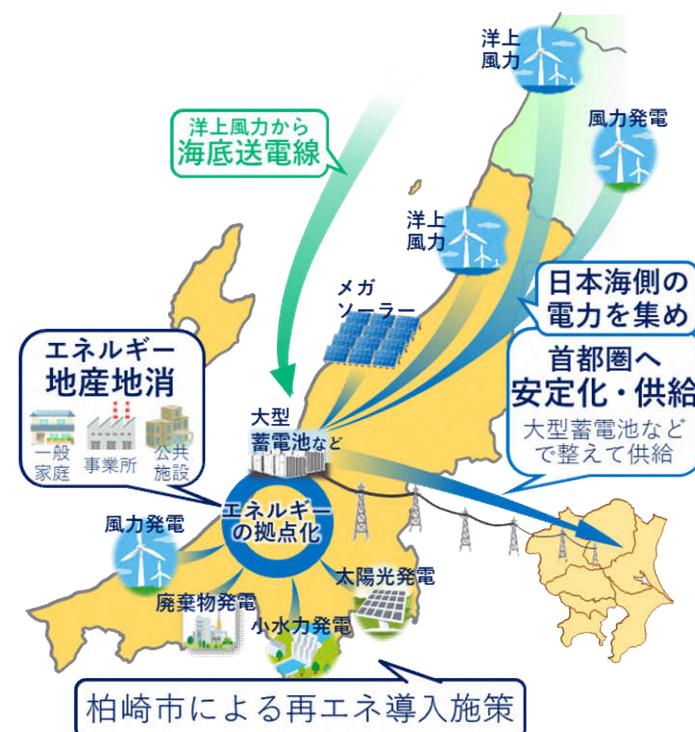 洋上
風力
風力発電
洋上風力から
海底送電線
洋上
風力
メガ
ソーラー
日本海側の
電力を集め
エネルギー
地産地消
一般
家庭
事業所
公共
施設
首都圏へ
安定化・供給
大型蓄電池など
で整えて供給
大型
蓄電池など
エネルギー
の拠点化
風力発電
廃棄物発電
小水力発電
太陽光発電
柏崎市による再エネ導入施策